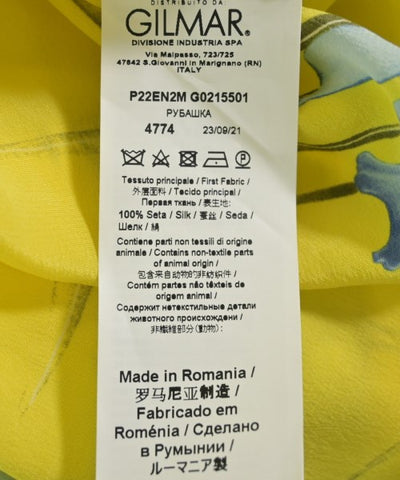 DISTRIBUITO DA:
GILMAR®
DIVISIONE INDUSTRIA SPA
Via Malpasso, 723/725
47842 S.Giovanni in Marignano (RN)
ITALY
P22EN2M G0215501
РУБАШКА
4774 23/09/21
Tessuto principale / First Fabric /
外層面料 / Tecido principal /
Первая ткань / 表生地:
100% Seta / Silk / 蚕丝 / Seda /
Шелк / 絹
Contiene parti non tessili di origine
animale / Contains non-textile parts
of animal origin /
包含来自动物的非纺织件 /
Contém partes não têxteis de
origem animal /
Содержит нетекстильные детали
животного происхождения /
非繊維部分(動物):
Made in Romania /
罗马尼亚制造 /
Fabricado em
Roménia / Сделано
в Румынии /
ルーマニア製